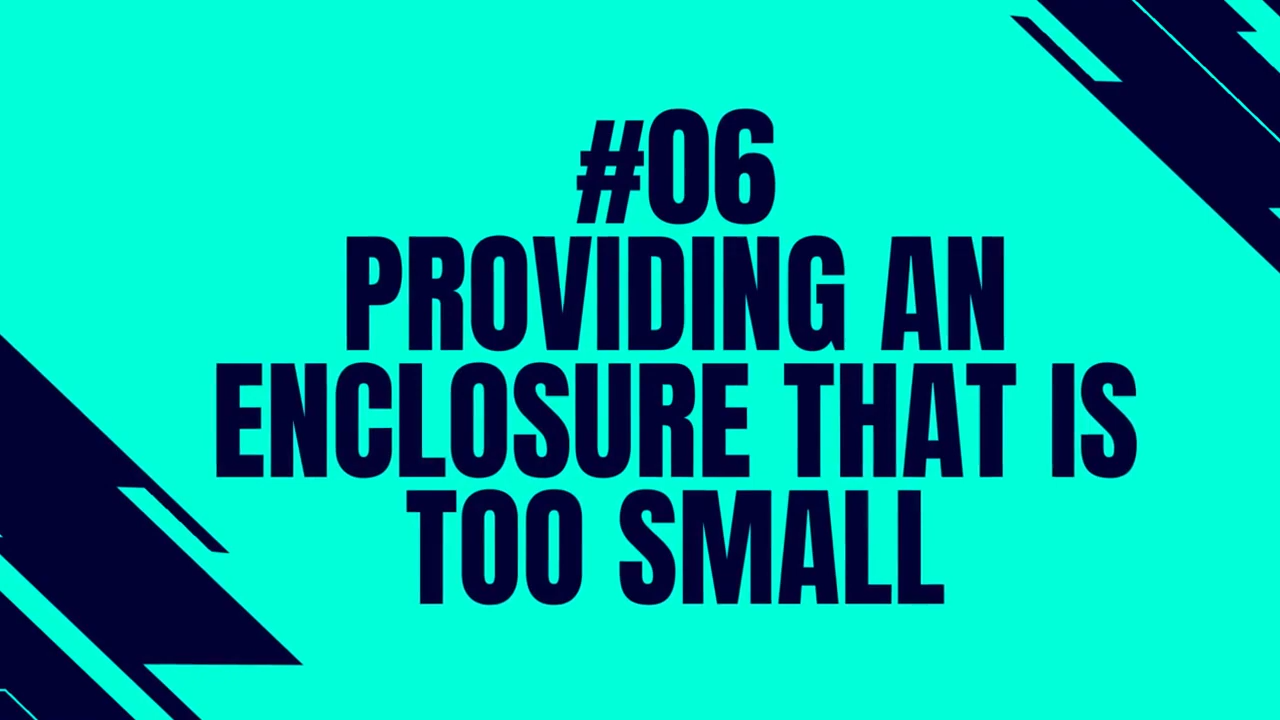 #06
PROVIDING AN
ENCLOSURE THAT IS
TOO SMALL